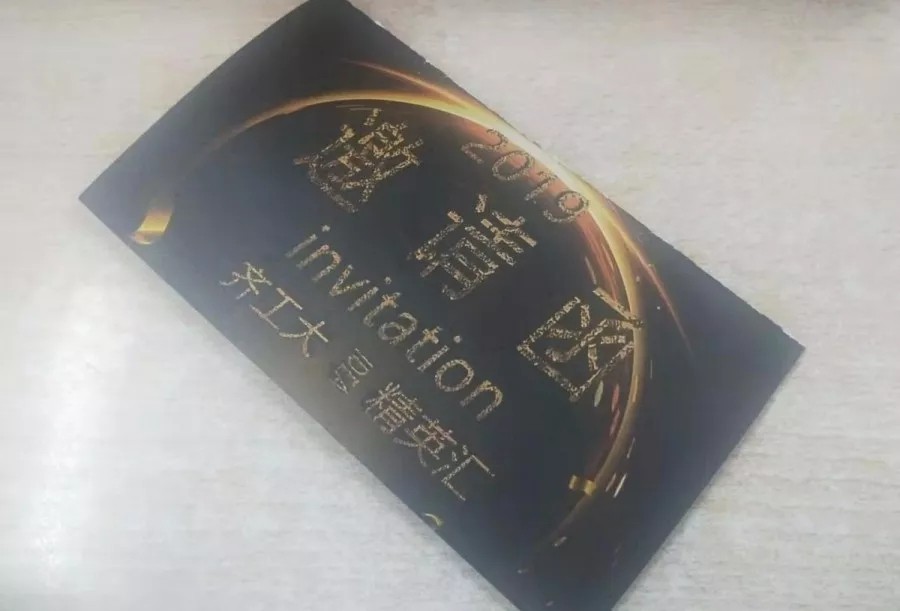 2019
邀请函
invitation
齐工大 精英汇